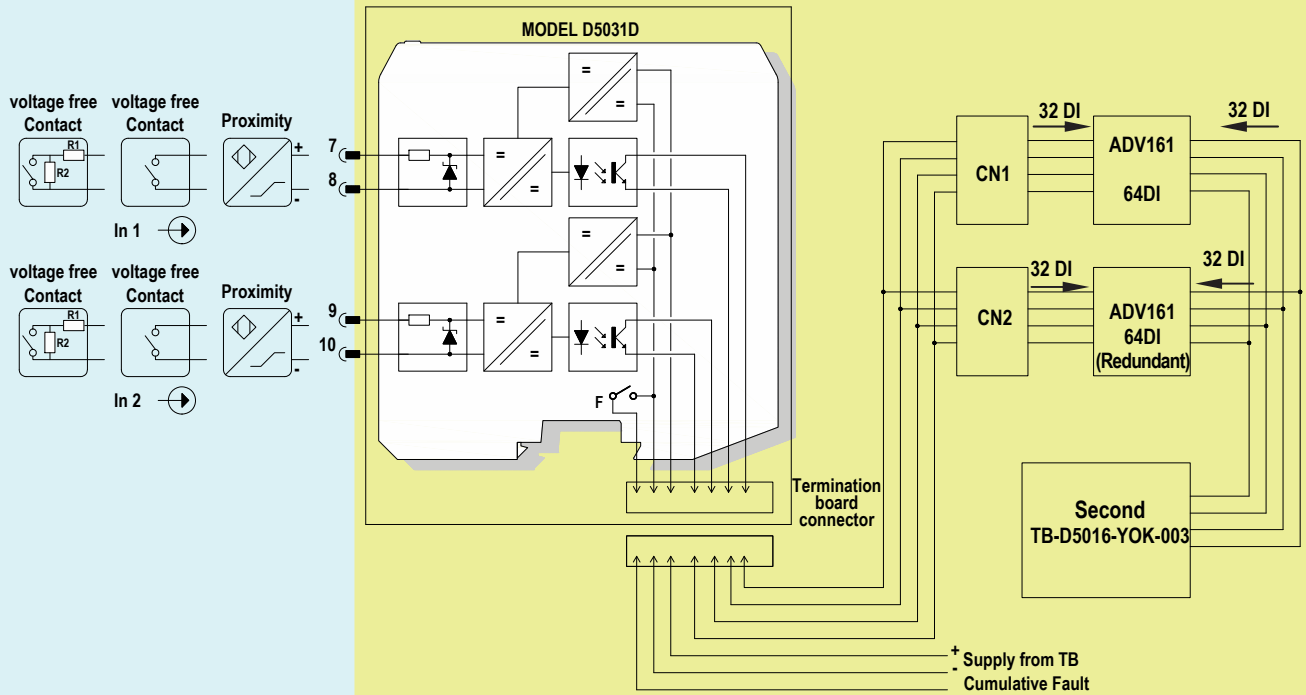 MODEL D5031D
voltage free
Contact
voltage free
Contact
Proximity
R1
R2
+
-
7
8
=
=
=
=
In 1
voltage free
Contact
voltage free
Contact
Proximity
R1
R2
+
-
9
10
=
=
=
=
In 2
F
Termination
board
connector
CN1
32 DI
ADV161
64DI
32 DI
CN2
32 DI
ADV161
64DI
(Redundant)
32 DI
Second
TB-D5016-YOK-003
+ Supply from TB
-
Cumulative Fault